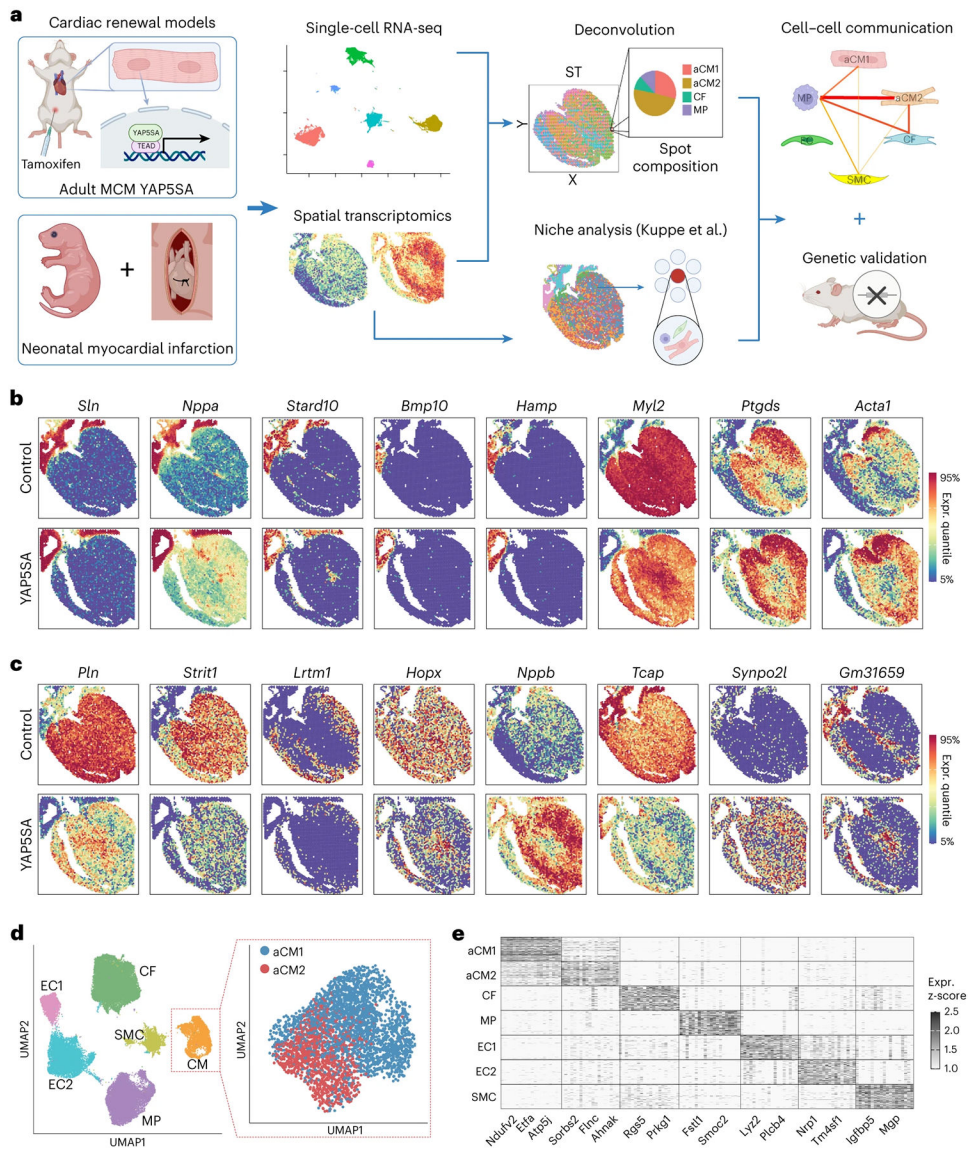 a
Cardiac renewal models
Single-cell RNA-seq
Deconvolution
Cell–cell communication
YAP5SA
TEAD
Tamoxifen
Adult MCM YAP5SA
ST
Y
X
aCM1
aCM2
CF
MP
Spot
composition
aCM1
MP
aCM2
CF
SMC
+
Neonatal myocardial infarction
Spatial transcriptomics
Niche analysis (Kuppe et al.)
+
Genetic validation
b
Sln Nppa Stard10 Bmp10 Hamp Myl2 Ptgds Acta1
Control
YAP5SA
95%
Expr. quantile
5%
c
Pln Strit1 Lrtm1 Hopx Nppb Tcap Synpo2l Gm31659
Control
YAP5SA
95%
Expr. quantile
5%
d
CF
EC1
SMC
EC2
CM
MP
UMAP2
UMAP1
aCM1
aCM2
UMAP2
UMAP1
e
aCM1
aCM2
CF
MP
EC1
EC2
SMC
Ndufv2 Etfa Atp5j Sorbs2 Flnc Ahnak Rgs5 Prkg1 Fstl1 Smoc2 Lyz2 Plcb4 Nrp1 Tm4sf1 Igfbp5 Mgp
Expr.
z-score
2.5
2.0
1.5
1.0